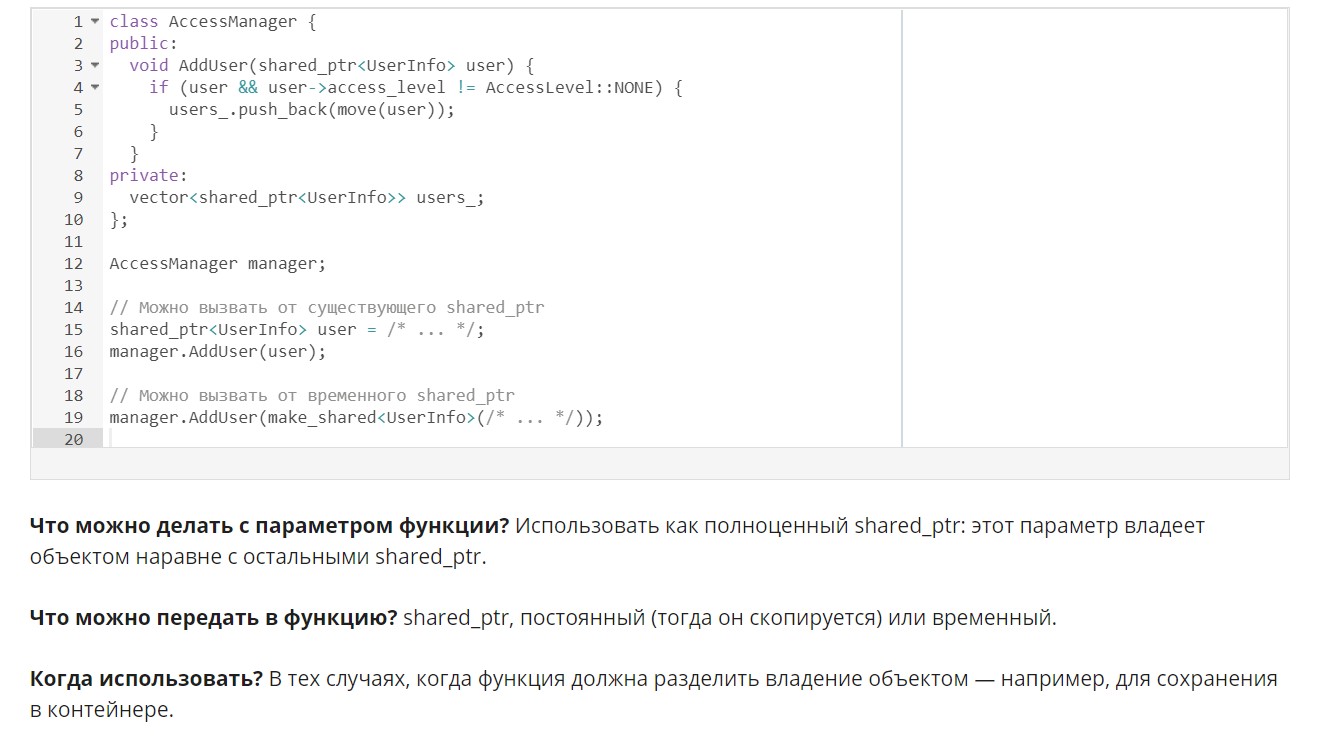 1 class AccessManager {
2 public:
3 void AddUser(shared_ptr<UserInfo> user) {
4 if (user && user->access_level != AccessLevel::NONE) {
5 users_.push_back(move(user));
6 }
7 }
8 private:
9 vector<shared_ptr<UserInfo>> users_;
10 };
11
12 AccessManager manager;
13
14 // Можно вызвать от существующего shared_ptr
15 shared_ptr<UserInfo> user = /* ... */;
16 manager.AddUser(user);
17
18 // Можно вызвать от временного shared_ptr
19 manager.AddUser(make_shared<UserInfo>(/* ... */));
20
Что можно делать с параметром функции? Использовать как полноценный shared_ptr: этот параметр владеет
объектом наравне с остальными shared_ptr.
Что можно передать в функцию? shared_ptr, постоянный (тогда он скопируется) или временный.
Когда использовать? В тех случаях, когда функция должна разделить владение объектом — например, для сохранения
в контейнере.